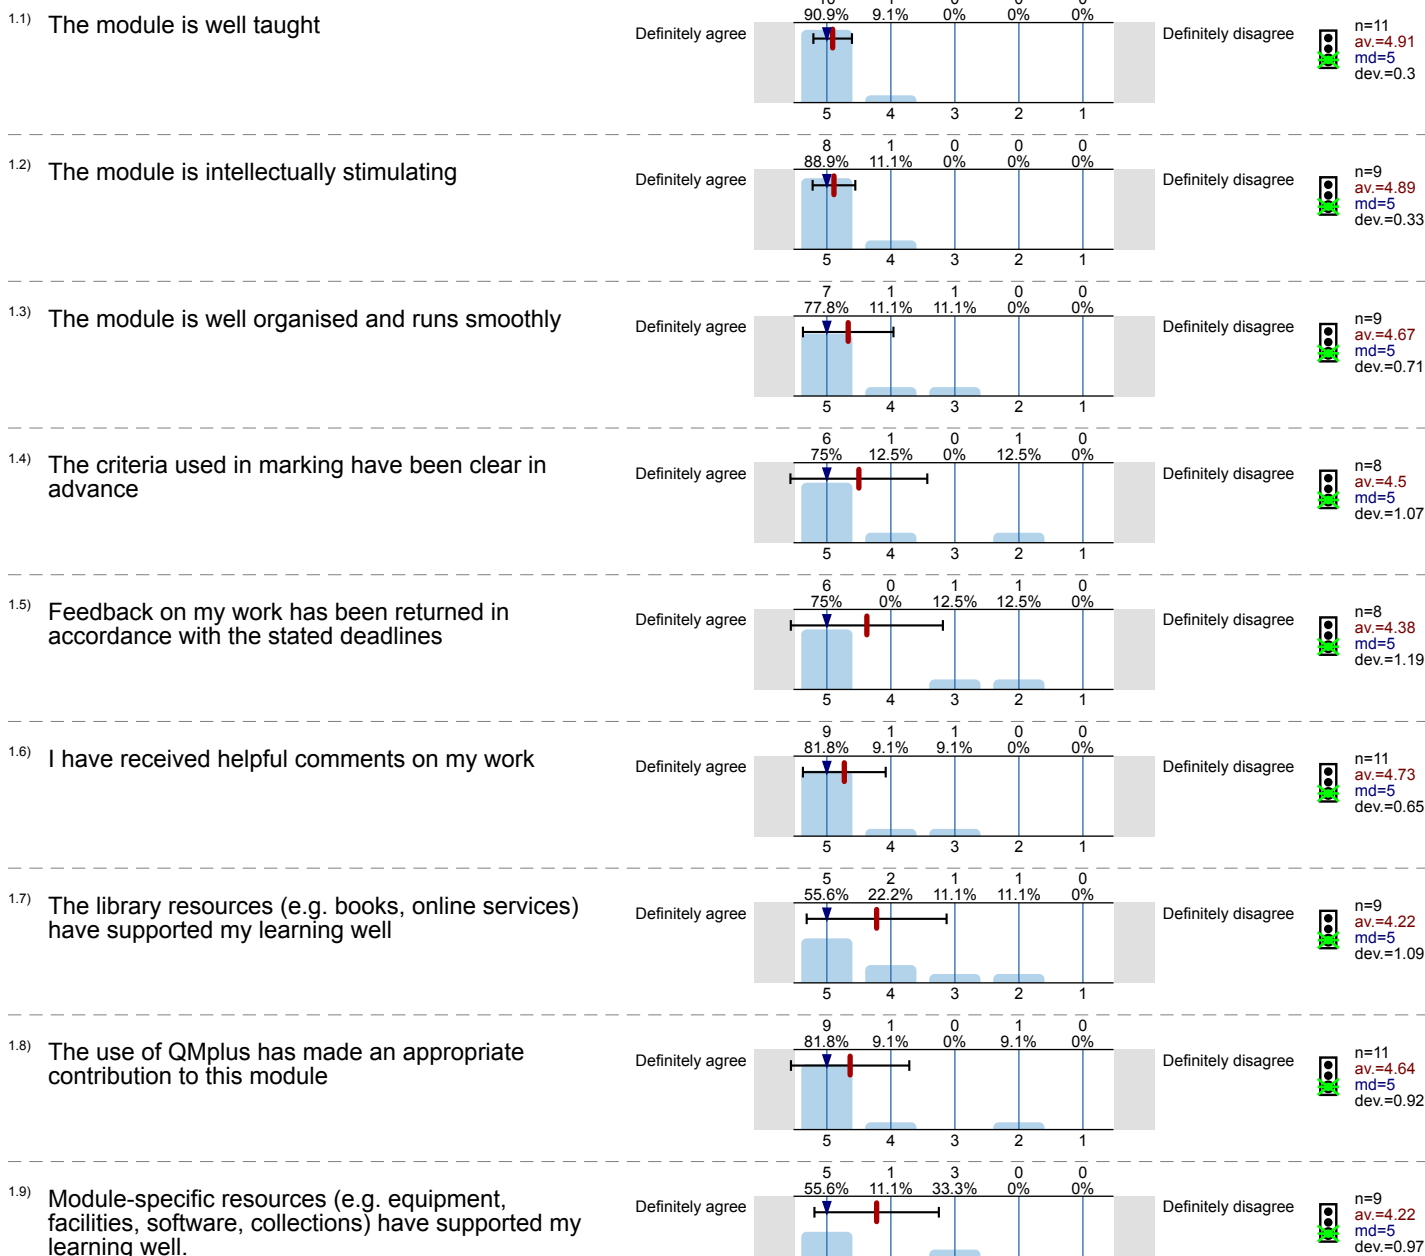 10 1 0 0 0
90.9% 9.1% 0% 0% 0%
1.1) The module is well taught
Definitely agree Definitely disagree
n=11
av.=4.91
md=5
dev.=0.3
5 4 3 2 1
8 1 0 0 0
88.9% 11.1% 0% 0% 0%
1.2) The module is intellectually stimulating
Definitely agree Definitely disagree
n=9
av.=4.89
md=5
dev.=0.33
5 4 3 2 1
7 1 1 0 0
77.8% 11.1% 11.1% 0% 0%
1.3) The module is well organised and runs smoothly
Definitely agree Definitely disagree
n=9
av.=4.67
md=5
dev.=0.71
5 4 3 2 1
6 1 0 1 0
75% 12.5% 0% 12.5% 0%
1.4) The criteria used in marking have been clear in
advance
Definitely agree Definitely disagree
n=8
av.=4.5
md=5
dev.=1.07
5 4 3 2 1
6 0 1 1 0
75% 0% 12.5% 12.5% 0%
1.5) Feedback on my work has been returned in
accordance with the stated deadlines
Definitely agree Definitely disagree
n=8
av.=4.38
md=5
dev.=1.19
5 4 3 2 1
9 1 1 0 0
81.8% 9.1% 9.1% 0% 0%
1.6) I have received helpful comments on my work
Definitely agree Definitely disagree
n=11
av.=4.73
md=5
dev.=0.65
5 4 3 2 1
5 2 1 1 0
55.6% 22.2% 11.1% 11.1% 0%
1.7) The library resources (e.g. books, online services)
have supported my learning well
Definitely agree Definitely disagree
n=9
av.=4.22
md=5
dev.=1.09
5 4 3 2 1
9 1 0 1 0
81.8% 9.1% 0% 9.1% 0%
1.8) The use of QMplus has made an appropriate
contribution to this module
Definitely agree Definitely disagree
n=11
av.=4.64
md=5
dev.=0.92
5 4 3 2 1
5 1 3 0 0
55.6% 11.1% 33.3% 0% 0%
1.9) Module-specific resources (e.g. equipment,
facilities, software, collections) have supported my
learning well.
Definitely agree Definitely disagree
n=9
av.=4.22
md=5
dev.=0.97